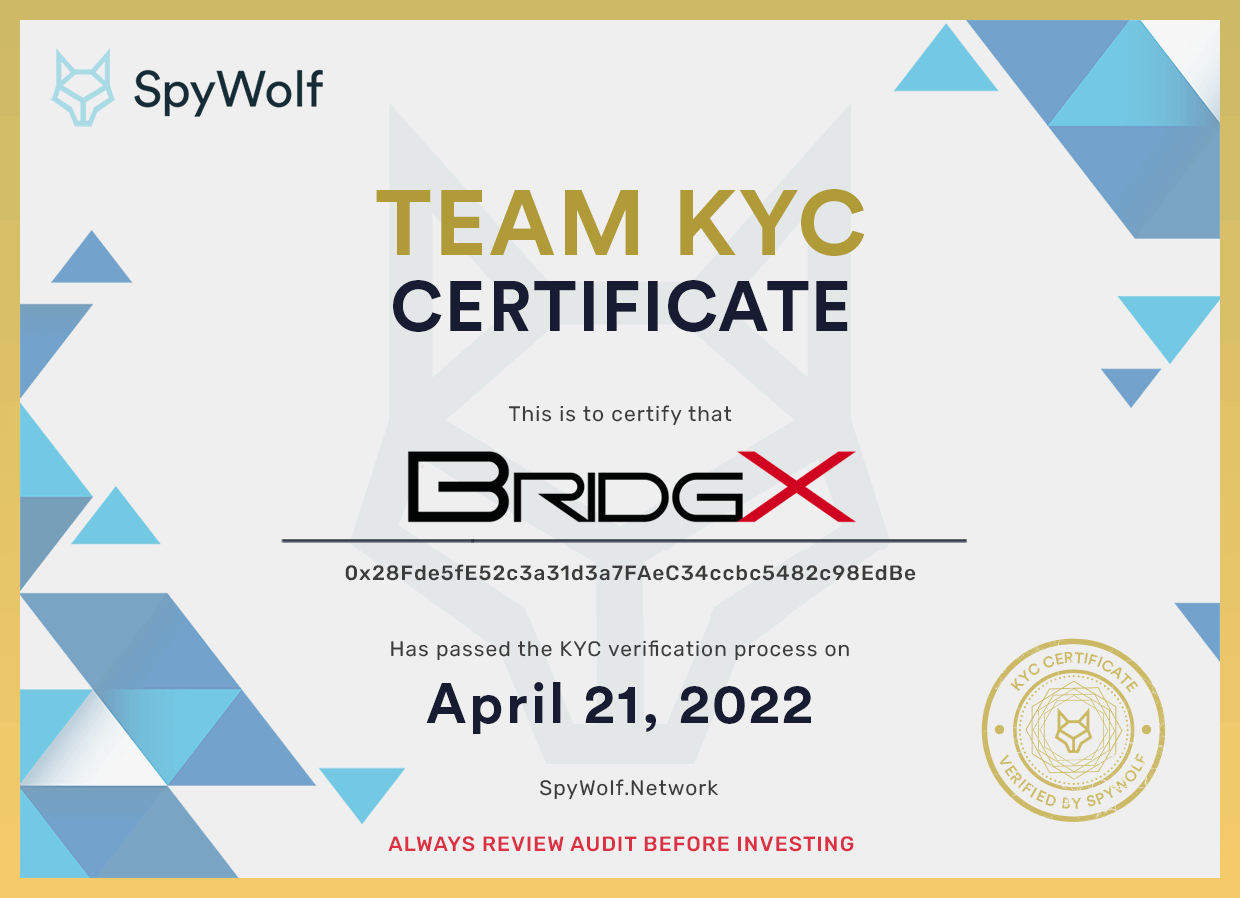 SpyWolf
TEAM KYC
CERTIFICATE
This is to certify that
BRIDGX
0x28Fde5fE52c3a31d3a7FAeC34ccbc5482c98EdBe
Has passed the KYC verification process on
April 21, 2022
SpyWolf.Network
ALWAYS REVIEW AUDIT BEFORE INVESTING
KYC CERTIFICATE
VERIFIED BY SPYWOLF